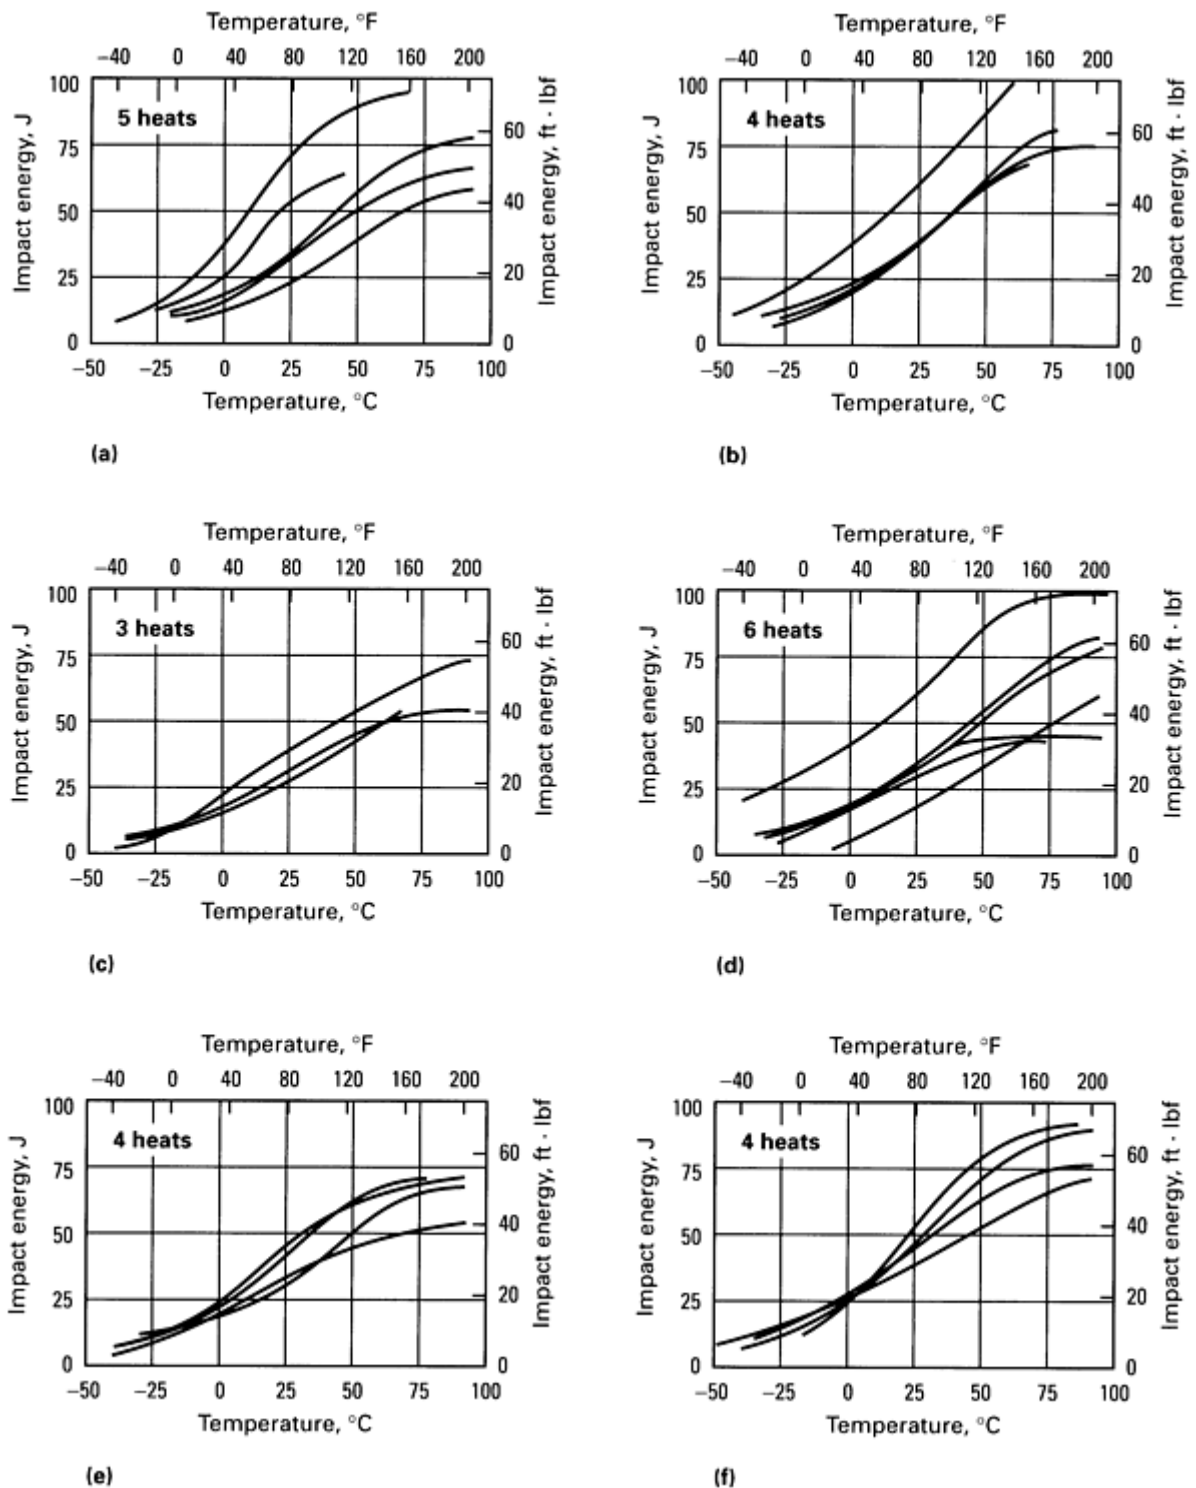 Temperature, °F
−40 0 40 80 120 160 200
100
5 heats
75
50
25
0
Impact energy, J
60
40
20
0
Impact energy, ft · lbf
−50 −25 0 25 50 75 100
Temperature, °C
(a)
Temperature, °F
−40 0 40 80 120 160 200
100
4 heats
75
50
25
0
Impact energy, J
60
40
20
0
Impact energy, ft · lbf
−50 −25 0 25 50 75 100
Temperature, °C
(b)
Temperature, °F
−40 0 40 80 120 160 200
100
3 heats
75
50
25
0
Impact energy, J
60
40
20
0
Impact energy, ft · lbf
−50 −25 0 25 50 75 100
Temperature, °C
(c)
Temperature, °F
−40 0 40 80 120 160 200
100
6 heats
75
50
25
0
Impact energy, J
60
40
20
0
Impact energy, ft · lbf
−50 −25 0 25 50 75 100
Temperature, °C
(d)
Temperature, °F
−40 0 40 80 120 160 200
100
4 heats
75
50
25
0
Impact energy, J
60
40
20
0
Impact energy, ft · lbf
−50 −25 0 25 50 75 100
Temperature, °C
(e)
Temperature, °F
−40 0 40 80 120 160 200
100
4 heats
75
50
25
0
Impact energy, J
60
40
20
0
Impact energy, ft · lbf
−50 −25 0 25 50 75 100
Temperature, °C
(f)